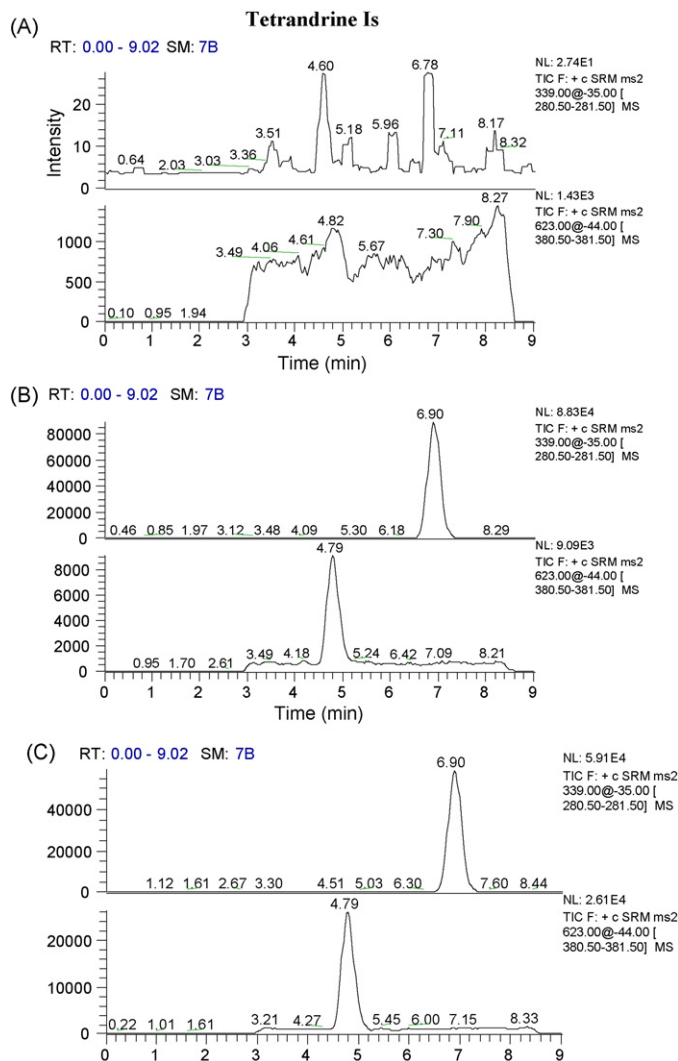 Tetrandrine Is
(A)
RT: 0.00 - 9.02 SM: 7B
NL: 2.74E1
TIC F: + c SRM ms2
339.00@-35.00 [
280.50-281.50] MS
Intensity
20
10
0
0.64
2.03
3.03
3.36
3.51
4.60
5.18
5.96
6.78
7.11
8.17
8.32
NL: 1.43E3
TIC F: + c SRM ms2
623.00@-44.00 [
380.50-381.50] MS
1000
500
0
0.10
0.95
1.94
3.49
4.06
4.61
4.82
5.67
7.30
7.90
8.27
0 1 2 3 4 5 6 7 8 9
Time (min)
(B)
RT: 0.00 - 9.02 SM: 7B
NL: 8.83E4
TIC F: + c SRM ms2
339.00@-35.00 [
280.50-281.50] MS
80000
60000
40000
20000
0
0.46
0.85
1.97
3.12
3.48
4.09
5.30
6.18
6.90
8.29
NL: 9.09E3
TIC F: + c SRM ms2
623.00@-44.00 [
380.50-381.50] MS
8000
6000
4000
2000
0
0.95
1.70
2.61
3.49
4.18
4.79
5.24
6.42
7.09
8.21
0 1 2 3 4 5 6 7 8 9
Time (min)
(C)
RT: 0.00 - 9.02 SM: 7B
NL: 5.91E4
TIC F: + c SRM ms2
339.00@-35.00 [
280.50-281.50] MS
40000
20000
0
1.12
1.61
2.67
3.30
4.51
5.03
6.30
6.90
7.60
8.44
NL: 2.61E4
TIC F: + c SRM ms2
623.00@-44.00 [
380.50-381.50] MS
20000
10000
0
0.22
1.01
1.61
3.21
4.27
4.79
5.45
6.00
7.15
8.33
0 1 2 3 4 5 6 7 8 9